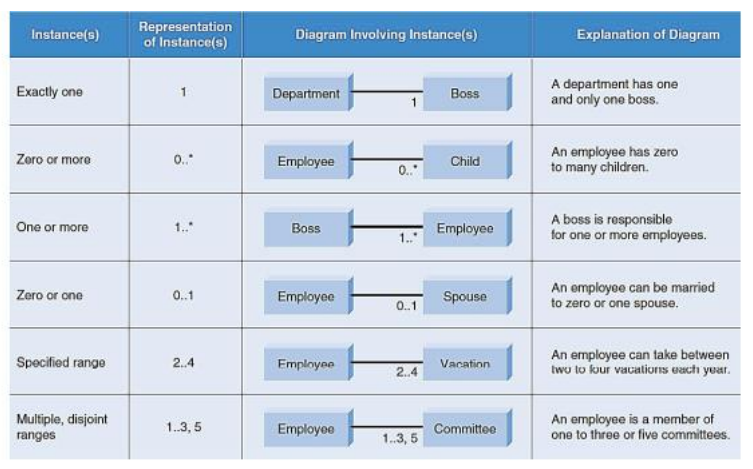 Instance(s)
Representation
of Instance(s)
Diagram Involving Instance(s)
Explanation of Diagram
Exactly one
1
Department
1
Boss
A department has one
and only one boss.
Zero or more
0..*
Employee
0..*
Child
An employee has zero
to many children.
One or more
1..*
Boss
1..*
Employee
A boss is responsible
for one or more employees.
Zero or one
0..1
Employee
0..1
Spouse
An employee can be married
to zero or one spouse.
Specified range
2..4
Employee
2..4
Vacation
An employee can take between
two to four vacations each year.
Multiple, disjoint
ranges
1..3, 5
Employee
1..3, 5
Committee
An employee is a member of
one to three or five committees.